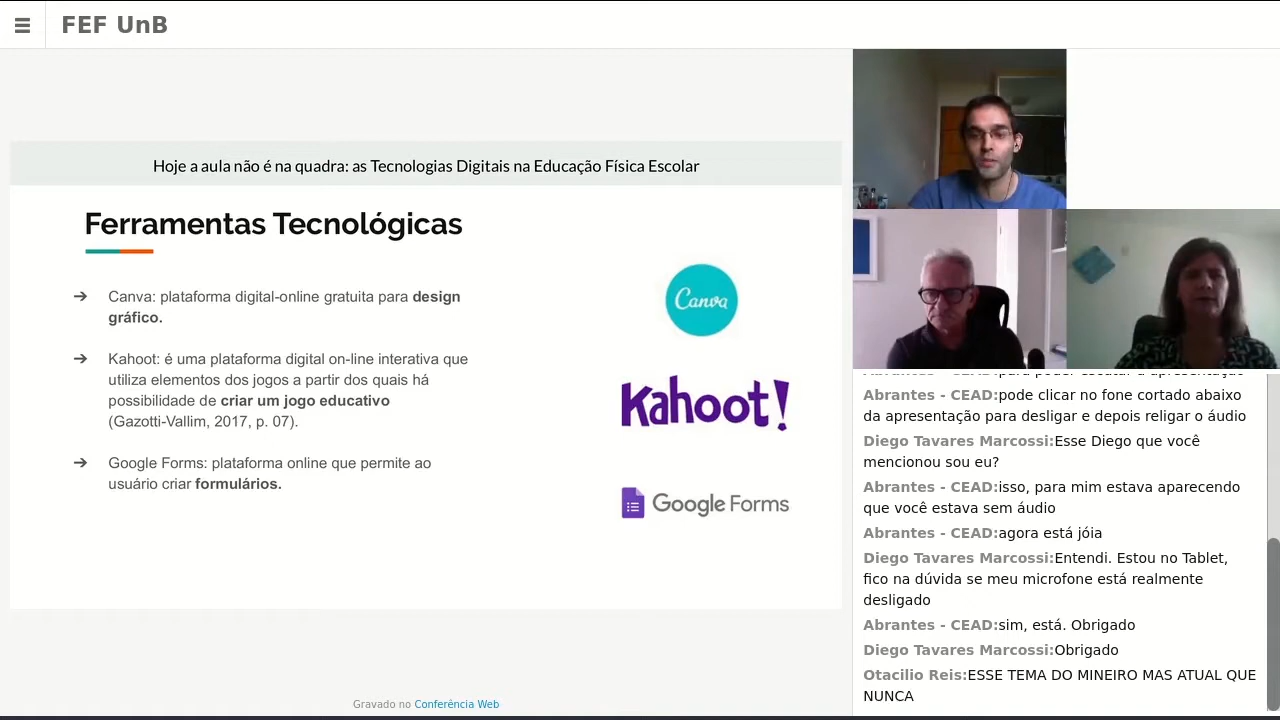 FEF UnB
Hoje a aula não é na quadra: as Tecnologias Digitais na Educação Física Escolar
Ferramentas Tecnológicas
➔ Canva: plataforma digital-online gratuita para design
gráfico.
➔ Kahoot: é uma plataforma digital on-line interativa que
utiliza elementos dos jogos a partir dos quais há
possibilidade de criar um jogo educativo
(Gazotti-Vallim, 2017, p. 07).
➔ Google Forms: plataforma online que permite ao
usuário criar formulários.
Canva
Kahoot!
Google Forms
Gravado no Conferência Web
Abrantes - CEAD:para poder escutar a apresentação
Abrantes - CEAD:pode clicar no fone cortado abaixo
da apresentação para desligar e depois religar o áudio
Diego Tavares Marcossi:Esse Diego que você
mencionou sou eu?
Abrantes - CEAD:isso, para mim estava aparecendo
que você estava sem áudio
Abrantes - CEAD:agora está jóia
Diego Tavares Marcossi:Entendi. Estou no Tablet,
fico na dúvida se meu microfone está realmente
desligado
Abrantes - CEAD:sim, está. Obrigado
Diego Tavares Marcossi:Obrigado
Otacilio Reis:ESSE TEMA DO MINEIRO MAS ATUAL QUE
NUNCA